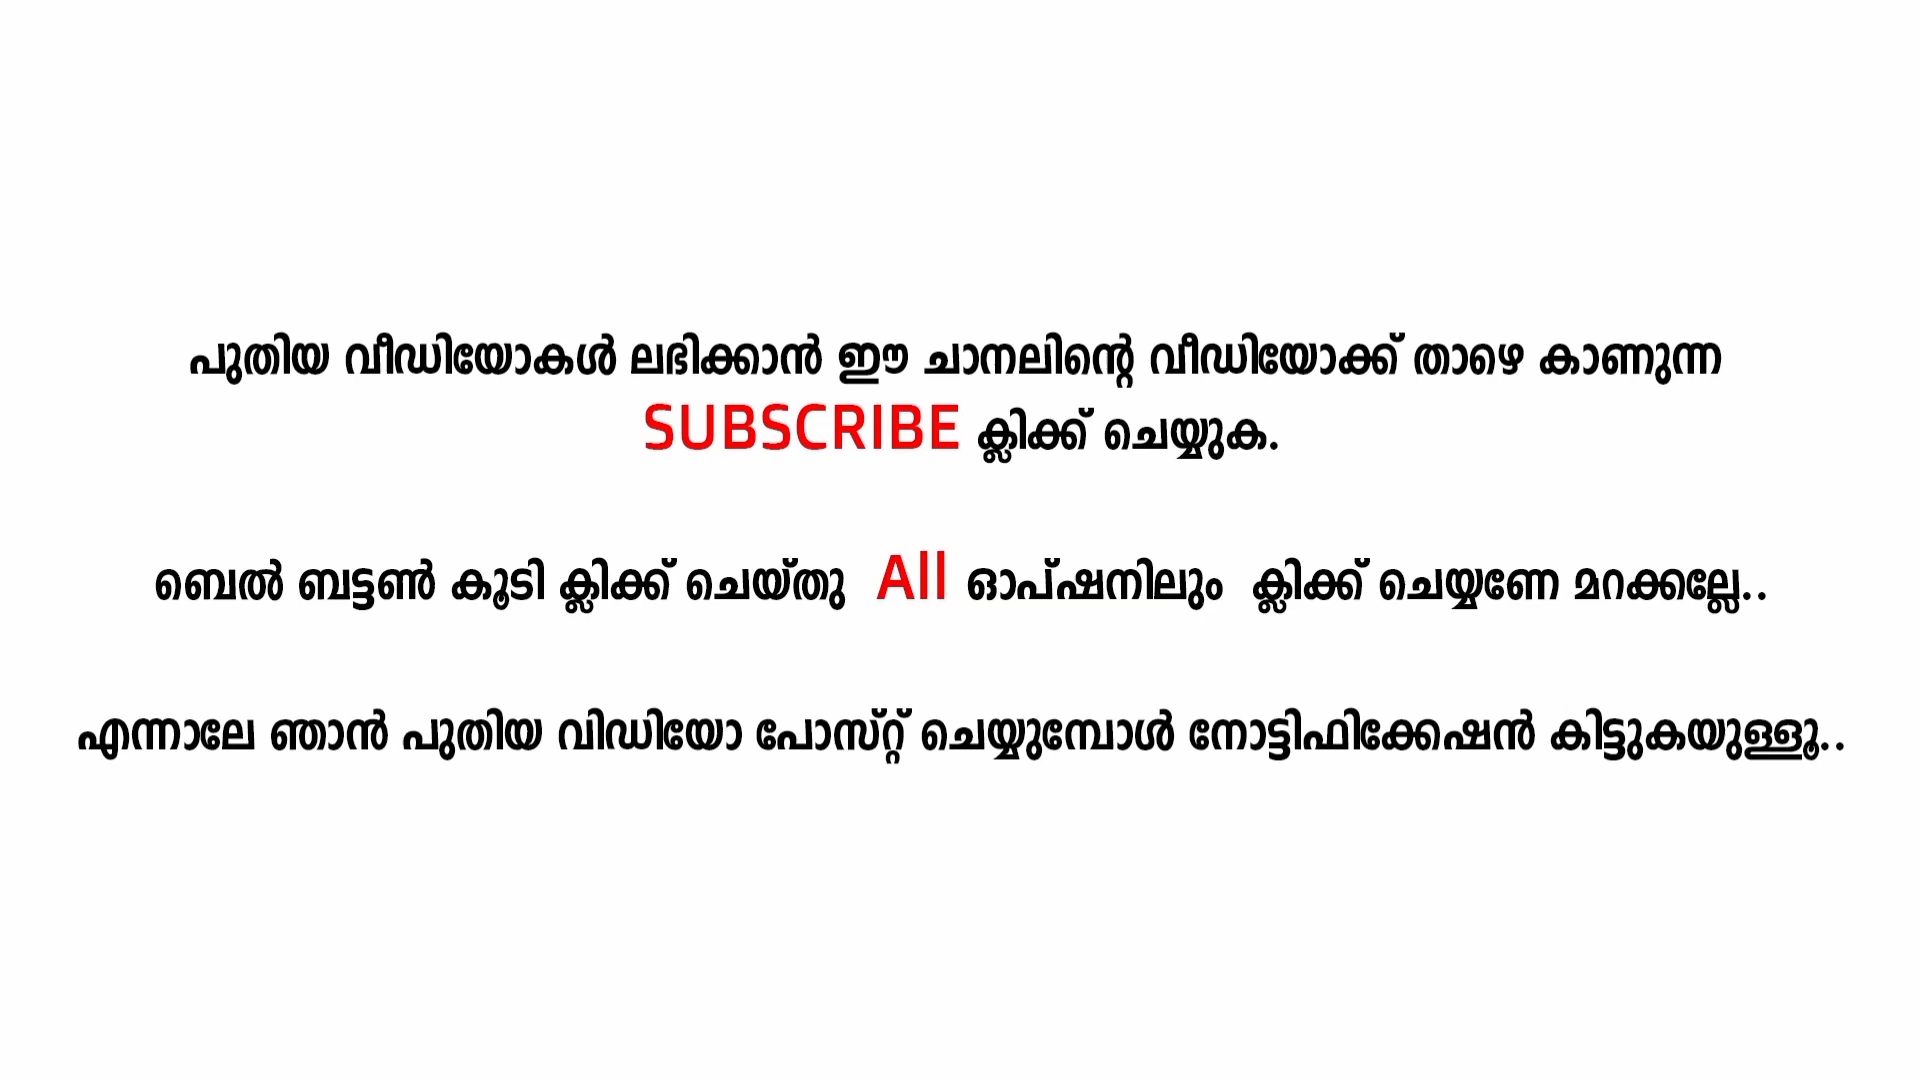 പുതിയ വീഡിയോകൾ ലഭിക്കാൻ ഈ ചാനലിന്റെ വീഡിയോക്ക് താഴെ കാണുന്ന
SUBSCRIBE ക്ലിക്ക് ചെയ്യുക.
ബെൽ ബട്ടൺ കൂടി ക്ലിക്ക് ചെയ്തു All ഓപ്ഷനിലും ക്ലിക്ക് ചെയ്യണേ മറക്കല്ലേ..
എന്നാലേ ഞാൻ പുതിയ വിഡിയോ പോസ്റ്റ് ചെയ്യുമ്പോൾ നോട്ടിഫിക്കേഷൻ കിട്ടുകയുള്ളൂ..